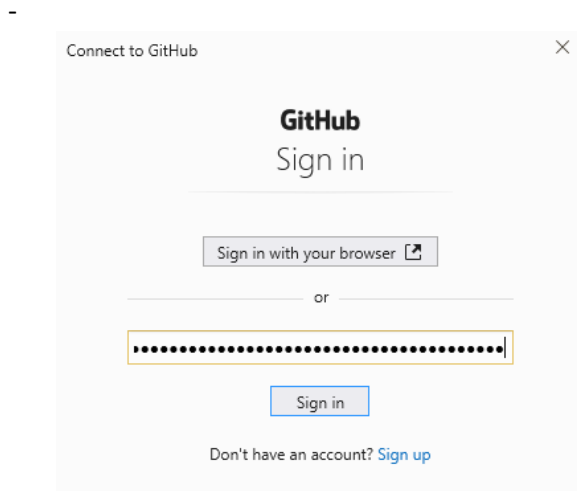 -
Connect to GitHub
GitHub
Sign in
Sign in with your browser
or
Sign in
Don't have an account? Sign up